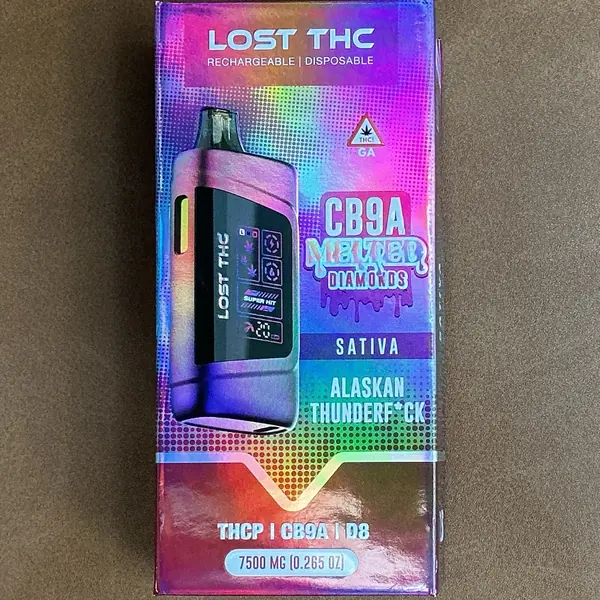 LOST THC
RECHARGEABLE | DISPOSABLE
THC!
GA
CB9A
MELTED
DIAMONDS
LOST THC
SUPER HIT
20
SATIVA
ALASKAN
THUNDERF*CK
THCP | CB9A | D8
7500 MG (0.265 OZ)